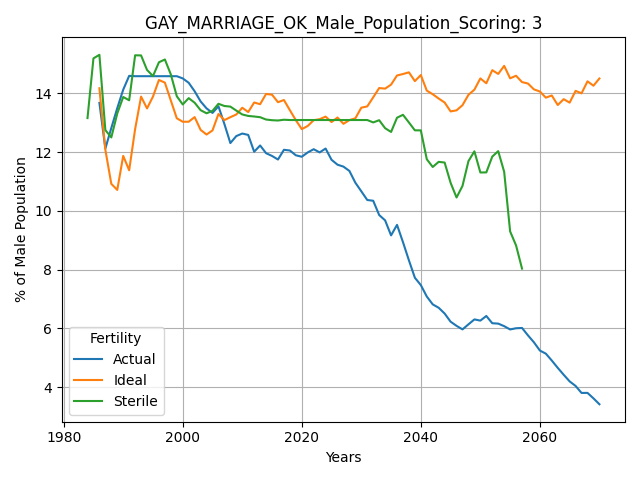 GAY_MARRIAGE_OK_Male_Population_Scoring: 3
% of Male Population
14
12
10
8
6
4
Fertility
Actual
Ideal
Sterile
1980 2000 2020 2040 2060
Years